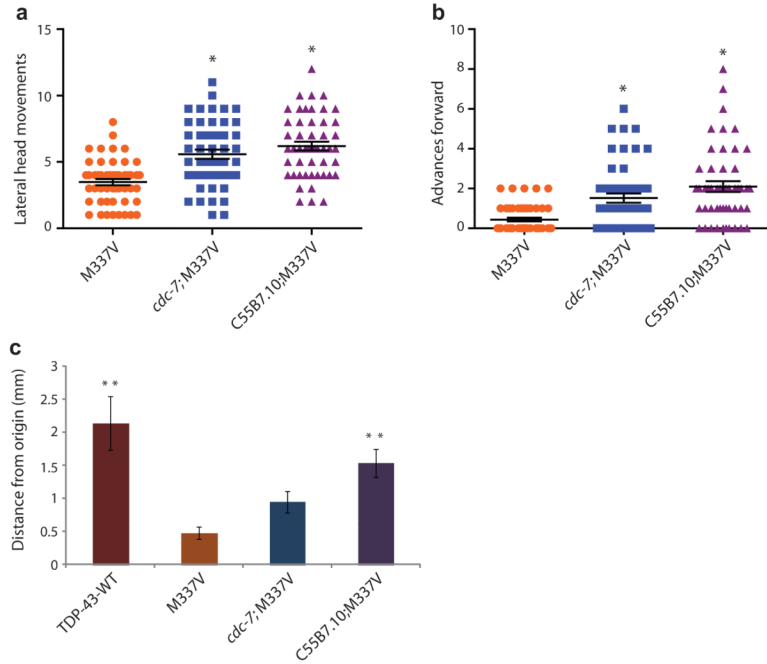 a
Lateral head movements
15
10
5
0
*
*
M337V
cdc-7; M337V
C55B7.10;M337V
b
Advances forward
10
8
6
4
2
0
*
*
M337V
cdc-7; M337V
C55B7.10;M337V
c
Distance from origin (mm)
3
2.5
2
1.5
1
0.5
0
**
**
TDP-43-WT
M337V
cdc-7; M337V
C55B7.10;M337V